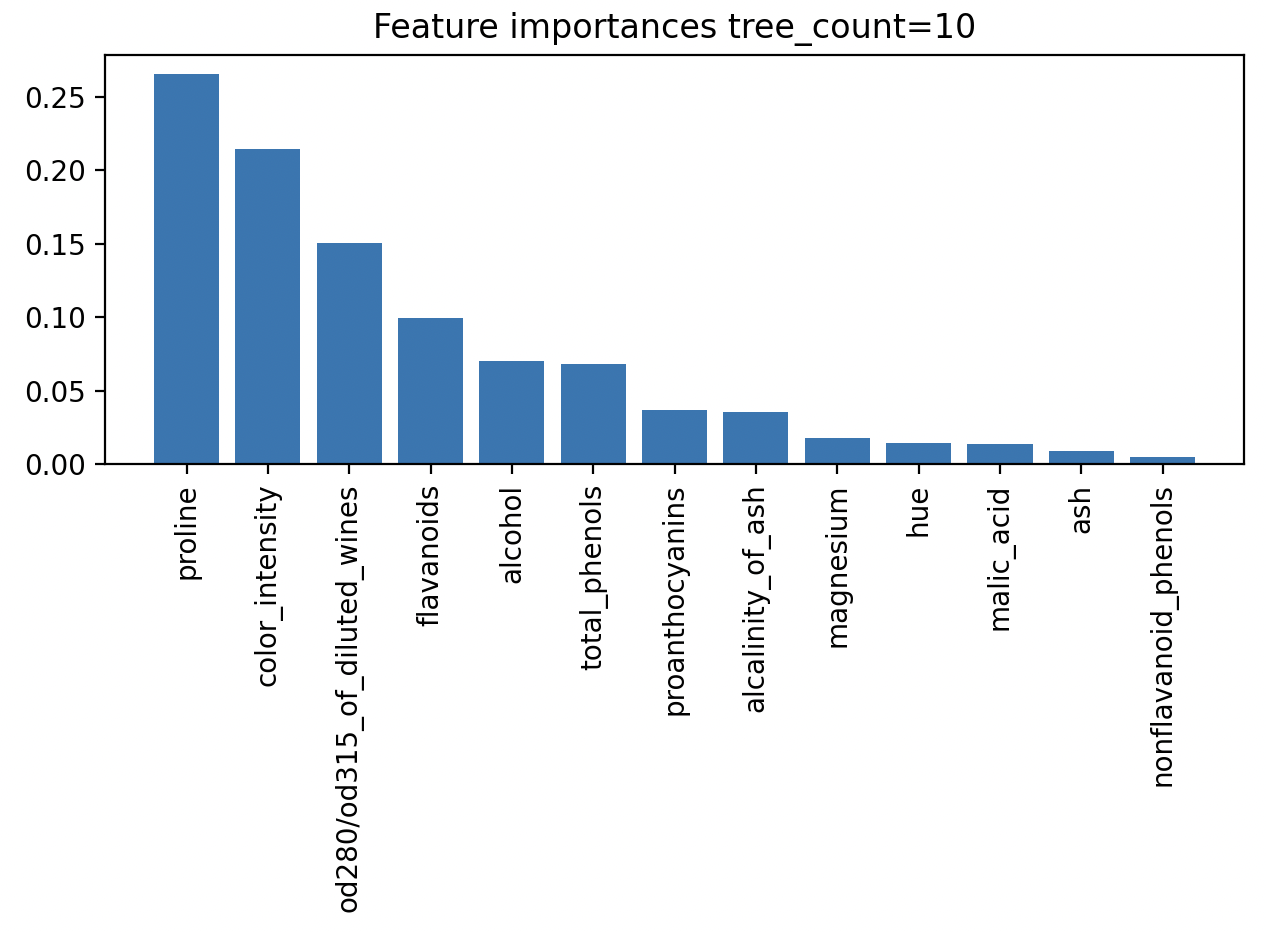 Feature importances tree_count=10
0.25
0.20
0.15
0.10
0.05
0.00
proline
color_intensity
od280/od315_of_diluted_wines
flavanoids
alcohol
total_phenols
proanthocyanins
alcalinity_of_ash
magnesium
hue
malic_acid
ash
nonflavanoid_phenols